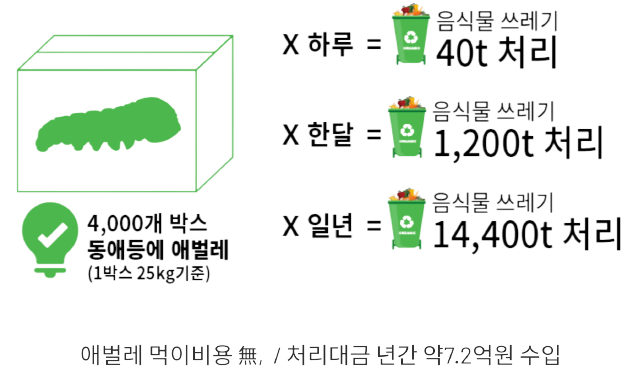 X 하루 = 음식물 쓰레기
40t 처리
X 한달 = 음식물 쓰레기
1,200t 처리
X 일년 = 음식물 쓰레기
14,400t 처리
4,000개 박스
동애등에 애벌레
(1박스 25kg기준)
애벌레 먹이비용 無, / 처리대금 년간 약7.2억원 수입